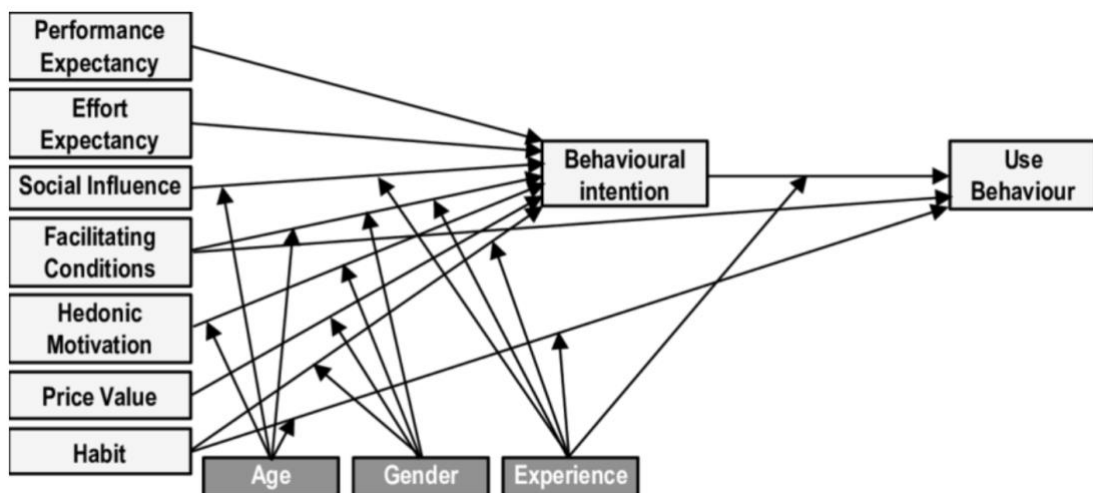 Performance
Expectancy
Effort
Expectancy
Social Influence
Facilitating
Conditions
Hedonic
Motivation
Price Value
Habit
Behavioural
intention
Use
Behaviour
Age
Gender
Experience